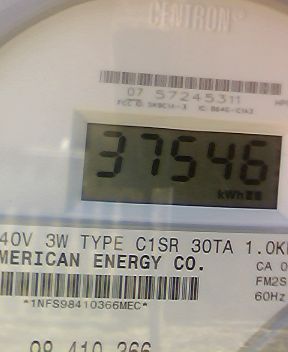 CENTRON®
07 57245311
37546
kWh
40V 3W TYPE C1SR 30TA 1.0K
MERICAN ENERGY CO.
CA 0
FM2S
60Hz
*1NFS98410366MEC*
98 410 366